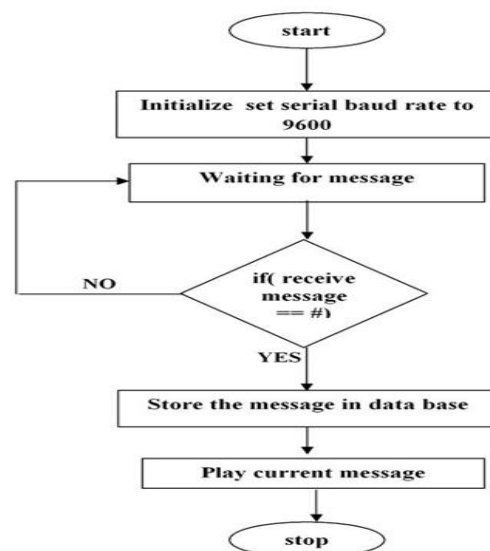 start
Initialize set serial baud rate to
9600
Waiting for message
if( receive
message
== #)
NO
YES
Store the message in data base
Play current message
stop